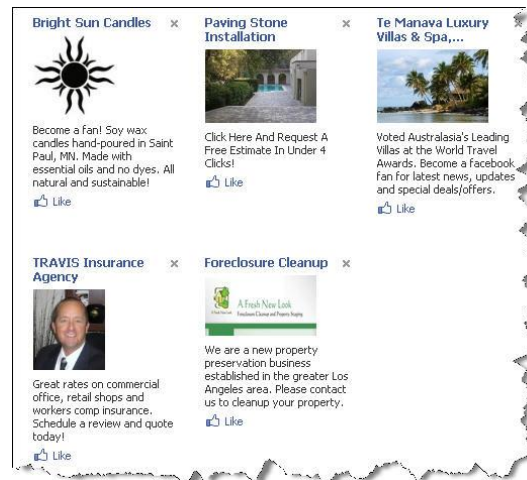 Bright Sun Candles
Become a fan! Soy wax
candles hand-poured in Saint
Paul, MN. Made with
essential oils and no dyes. All
natural and sustainable!
Like
Paving Stone
Installation
Click Here And Request A
Free Estimate In Under 4
Clicks!
Like
Te Manava Luxury
Villas & Spa,...
Voted Australasia's Leading
Villas at the World Travel
Awards. Become a facebook
fan for latest news, updates
and special deals/offers.
Like
TRAVIS Insurance
Agency
Great rates on commercial
office, retail shops and
workers comp insurance.
Schedule a review and quote
today!
Like
Foreclosure Cleanup
A Fresh New Look
Foreclosure Cleanup and Property Staging
We are a new property
preservation business
established in the greater Los
Angeles area. Please contact
us to cleanup your property.
Like